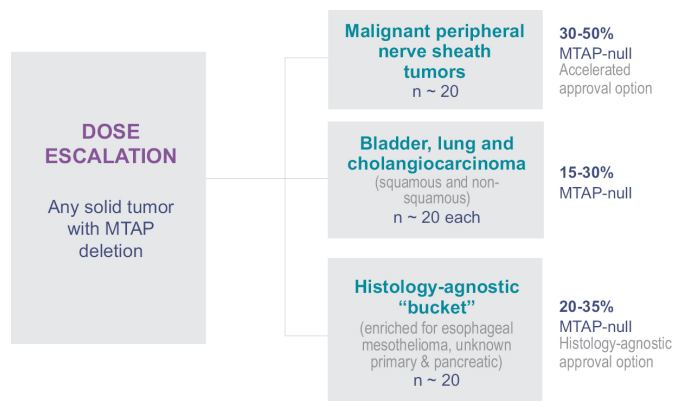 DOSE
ESCALATION
Any solid tumor
with MTAP
deletion
Malignant peripheral
nerve sheath
tumors
n ~ 20
30-50%
MTAP-null
Accelerated
approval option
Bladder, lung and
cholangiocarcinoma
(squamous and non-
squamous)
n ~ 20 each
15-30%
MTAP-null
Histology-agnostic
“bucket”
(enriched for esophageal
mesothelioma, unknown
primary & pancreatic)
n ~ 20
20-35%
MTAP-null
Histology-agnostic
approval option